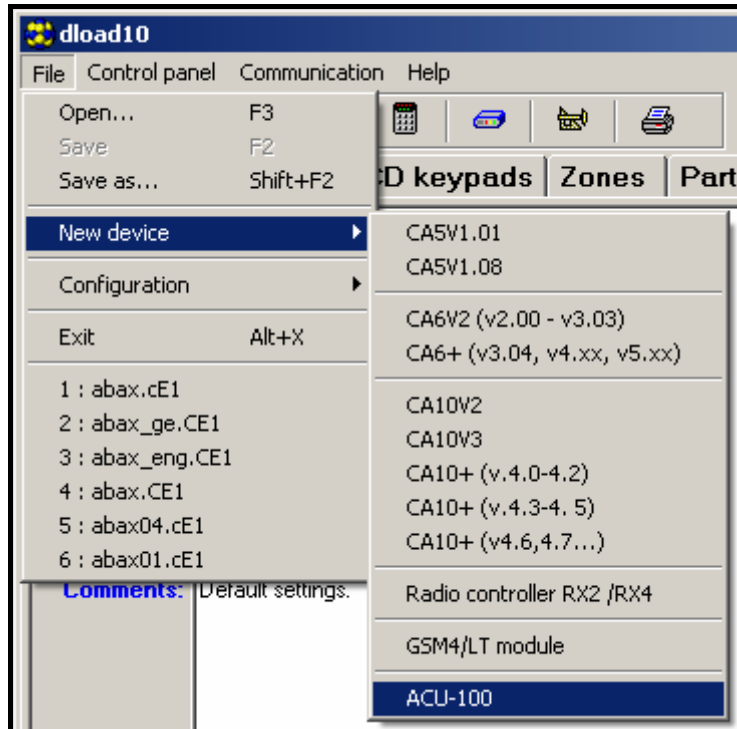 dload10
File Control panel Communication Help
Open... F3
Save F2
Save as... Shift+F2
D keypads Zones Part
New device
Configuration
Exit Alt+X
1 : abax.cE1
2 : abax_ge.CE1
3 : abax_eng.CE1
4 : abax.CE1
5 : abax04.cE1
6 : abax01.cE1
CA5V1.01
CA5V1.08
CA6V2 (v2.00 - v3.03)
CA6+ (v3.04, v4.xx, v5.xx)
CA10V2
CA10V3
CA10+ (v.4.0-4.2)
CA10+ (v.4.3-4. 5)
CA10+ (v4.6,4.7...)
Radio controller RX2 /RX4
GSM4/LT module
ACU-100
Comments: Default settings.